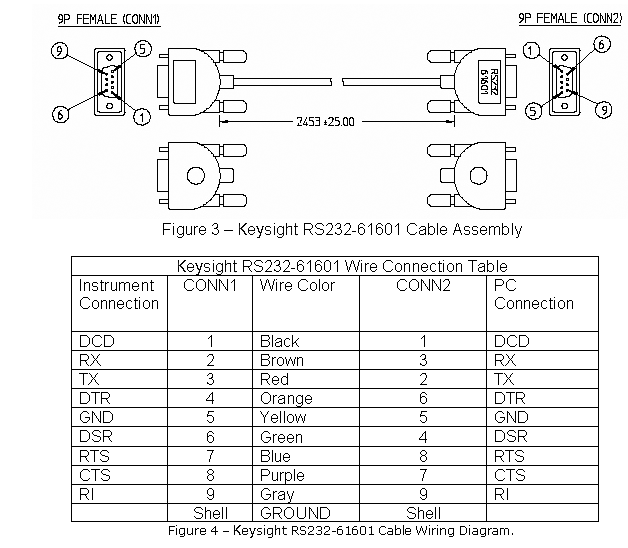 9P FEMALE (CONN1)
9P FEMALE (CONN2)
9
5
6
1
RS232
61601
1
6
5
9
2453 ±25.00
Figure 3 – Keysight RS232-61601 Cable Assembly
Keysight RS232-61601 Wire Connection Table
Instrument Connection CONN1 Wire Color CONN2 PC Connection
DCD 1 Black 1 DCD
RX 2 Brown 3 RX
TX 3 Red 2 TX
DTR 4 Orange 6 DTR
GND 5 Yellow 5 GND
DSR 6 Green 4 DSR
RTS 7 Blue 8 RTS
CTS 8 Purple 7 CTS
RI 9 Gray 9 RI
Shell GROUND Shell
Figure 4 – Keysight RS232-61601 Cable Wiring Diagram.